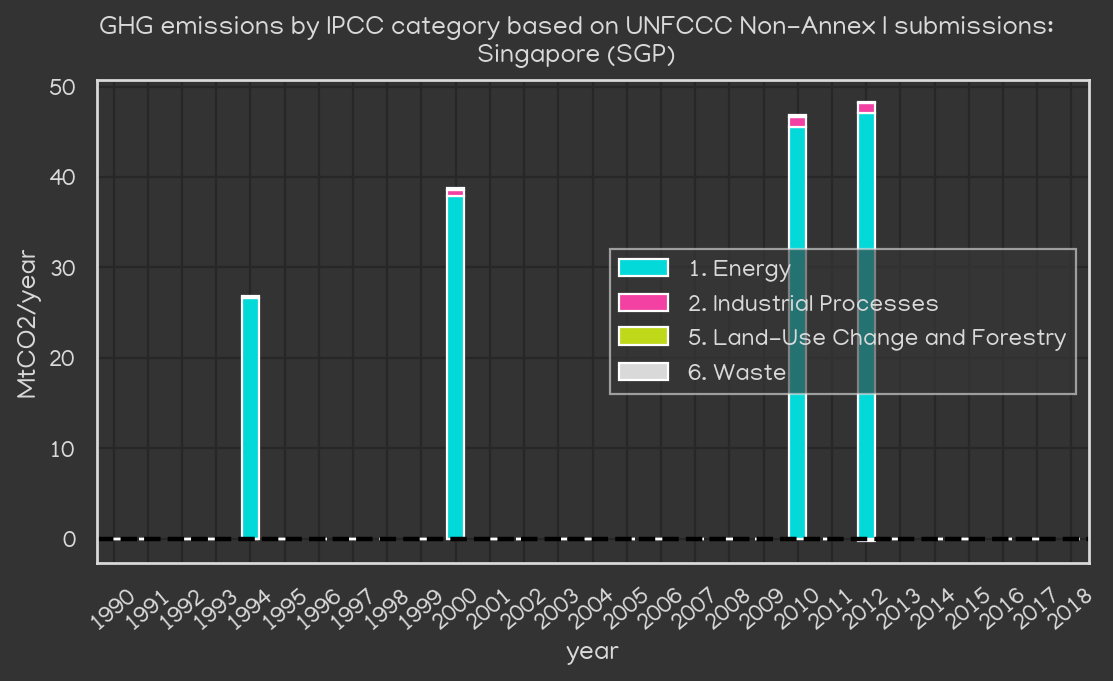 GHG emissions by IPCC category based on UNFCCC Non-Annex I submissions:
Singapore (SGP)
MtCO2/year
50
40
30
20
10
0
1. Energy
2. Industrial Processes
5. Land-Use Change and Forestry
6. Waste
1990 1991 1992 1993 1994 1995 1996 1997 1998 1999 2000 2001 2002 2003 2004 2005 2006 2007 2008 2009 2010 2011 2012 2013 2014 2015 2016 2017 2018
year